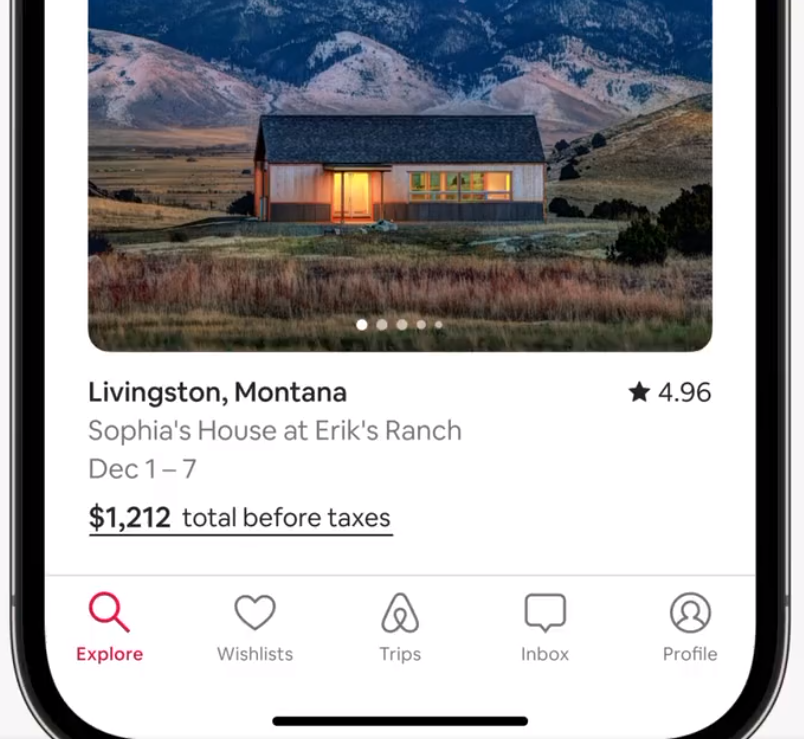 Livingston, Montana ★ 4.96
Sophia's House at Erik's Ranch
Dec 1 – 7
$1,212 total before taxes
Explore Wishlists Trips Inbox Profile